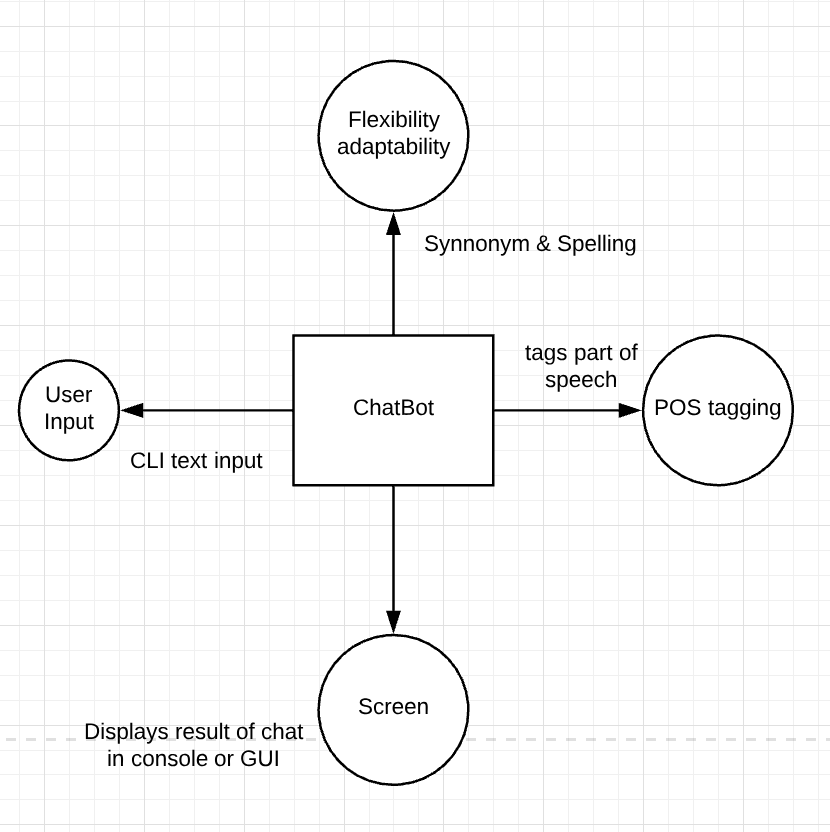 Flexibility
adaptability
Synnonym & Spelling
tags part of
speech
User
Input
ChatBot
POS tagging
CLI text input
Screen
Displays result of chat
in console or GUI